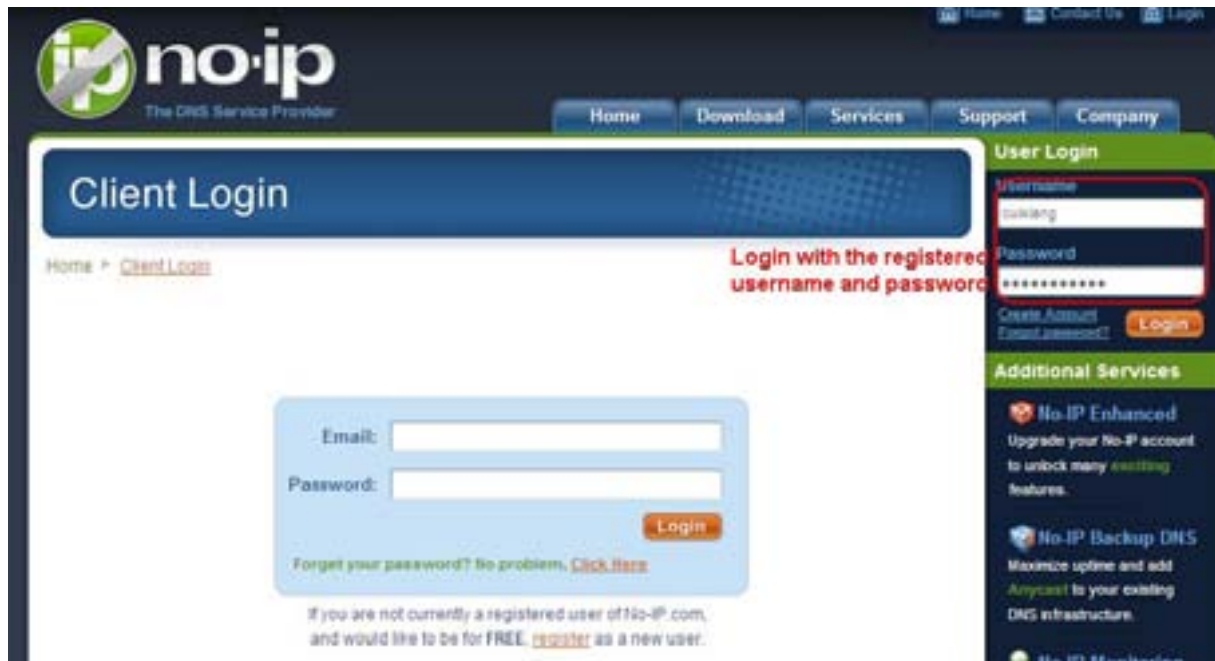 Home Contact Us Login
ip no·ip
The DNS Service Provider
Home Download Services Support Company
Client Login
Home Client Login
Login with the registered
username and password
User Login
Username
Password
•••••••••••
Create Account
Forgot password?
Login
Email:
Password:
Login
Forget your password? No problem, Click Here
If you are not currently a registered user of No-IP.com,
and would like to be for FREE, register as a new user.
Additional Services
No-IP Enhanced
Upgrade your No-IP account
to unlock many exciting
features.
No-IP Backup DNS
Maximize uptime and add
Anycast to your existing
DNS infrastructure.
No-IP Monitoring